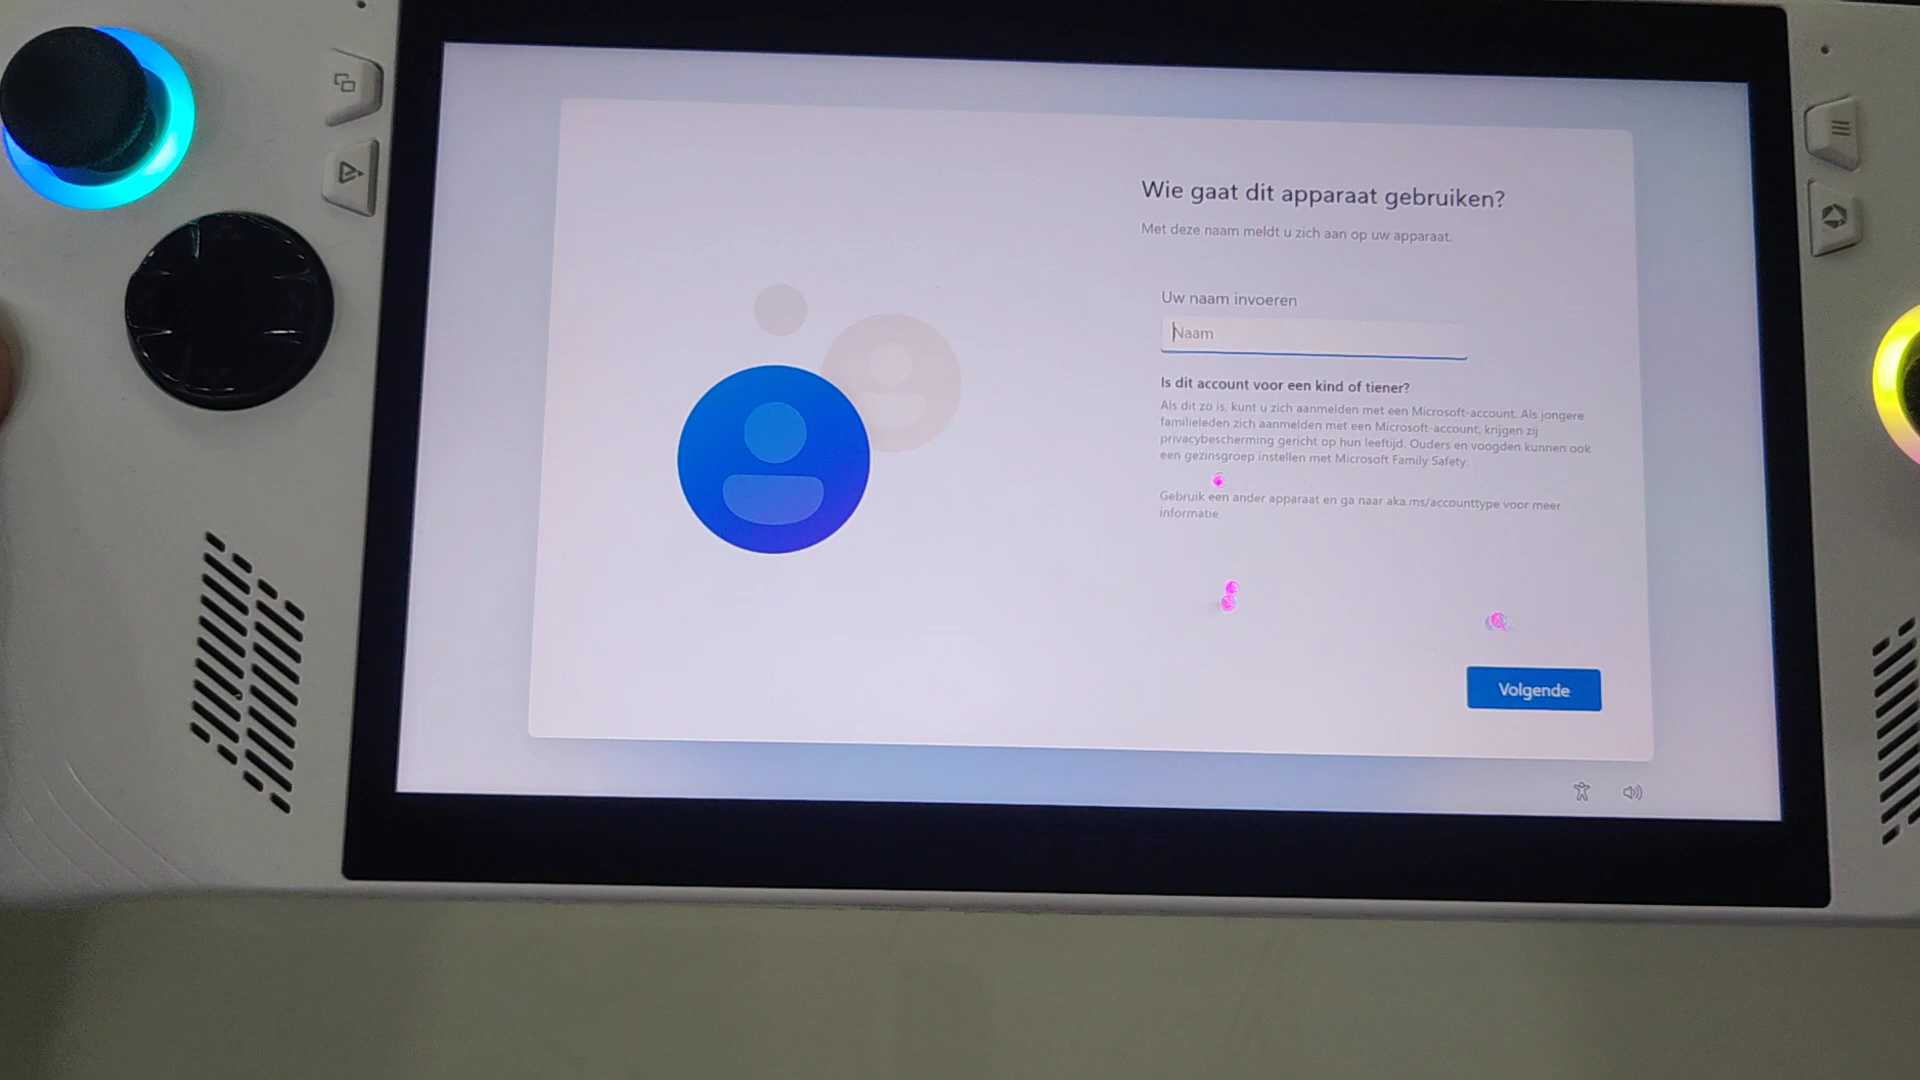 Wie gaat dit apparaat gebruiken?
Met deze naam meldt u zich aan op uw apparaat.
Uw naam invoeren
Naam
Is dit account voor een kind of tiener?
Als dit zo is, kunt u zich aanmelden met een Microsoft-account. Als jongere
familieleden zich aanmelden met een Microsoft-account, krijgen zij
privacybescherming gericht op hun leeftijd. Ouders en voogden kunnen ook
een gezinsgroep instellen met Microsoft Family Safety.
Gebruik een ander apparaat en ga naar aka.ms/accounttype voor meer
informatie.
Volgende